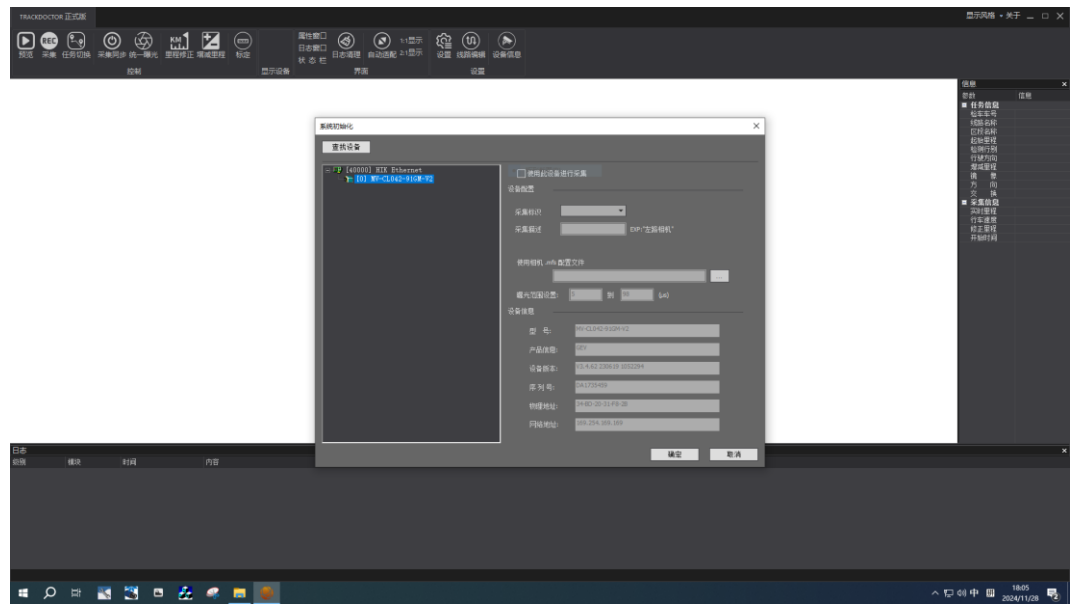 TRACKDOCTOR 正式版
显示风格 关于
预览 REC 采集 任务切换 采集同步 统一曝光 KM 里程修正 增减里程 标定
控制
显示设备
属性窗口
日志窗口
状 态 栏
日志清理 自动适配
1:1显示
2:1显示
界面
设置 线路编辑 设备信息
设置
信息
参数 信息
任务信息
检车车号
线路名称
区段名称
起始里程
检测行别
行驶方向
增减里程
方 向
交 换
采集信息
实时里程
行车速度
修正里程
开始时间
系统初始化
查找设备
[40000] HIK Ethernet
[0] MV-CL042-91GM-V2
使用此设备进行采集
设备配置
采集标识
采集描述 EXP:"左脸相机"
使用相机 .mfs 配置文件
...
曝光范围设置: 到 (us)
设备信息
型 号: MV-CL042-91GM-V2
产品信息: GEV
设备版本:
序 列 号:
物理地址:
网络地址: 169.254.109.169
确定 取消
日志
级别 模块 时间 内容
中
18:05
2024/11/28